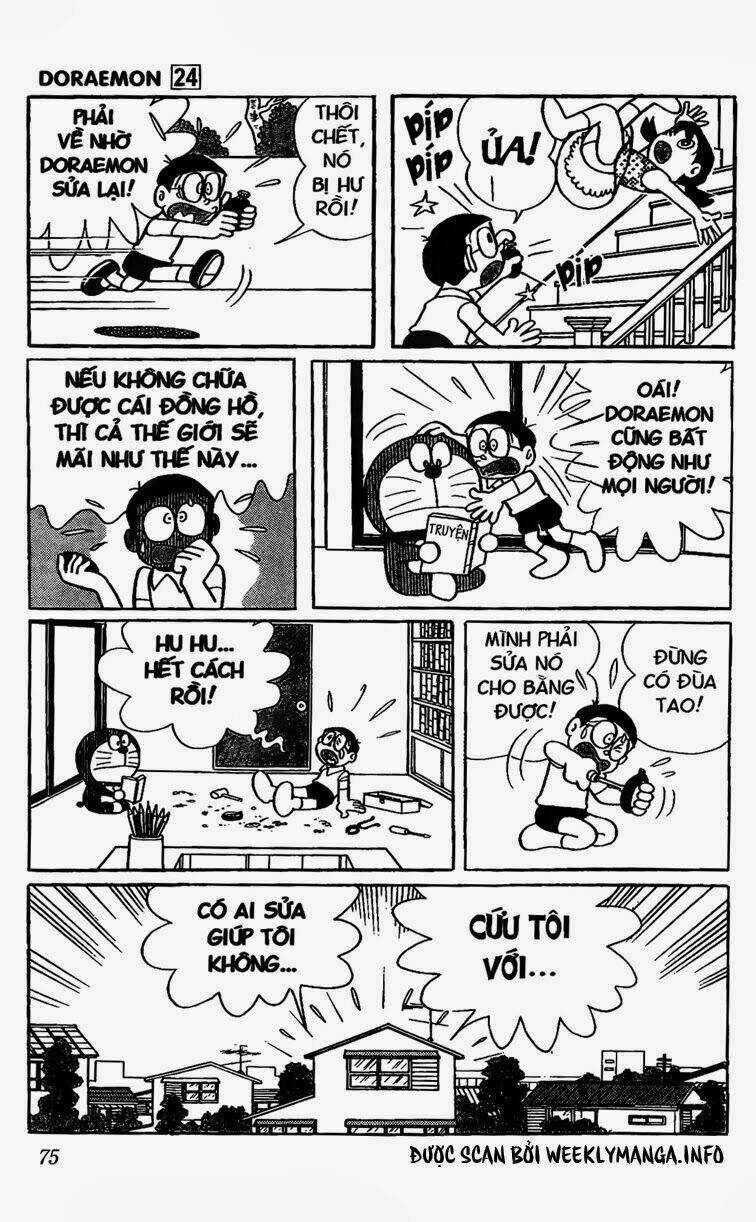 DORAEMON 24
píp
píp
ỦA!
píp
THÔI
CHẾT,
NÓ
BỊ HƯ
RỒI!
PHẢI
VỀ NHỜ
DORAEMON
SỬA LẠI!
OÁI!
DORAEMON
CŨNG BẤT
ĐỘNG NHƯ
MỌI NGƯỜI!
TRUYỆN
NẾU KHÔNG CHỮA
ĐƯỢC CÁI ĐỒNG HỒ,
THÌ CẢ THẾ GIỚI SẼ
MÃI NHƯ THẾ NÀY...
ĐỪNG
CÓ ĐÙA
TAO!
MÌNH PHẢI
SỬA NÓ
CHO BẰNG
ĐƯỢC!
HU HU...
HẾT CÁCH
RỒI!
CỨU TÔI
VỚI...
CÓ AI SỬA
GIÚP TÔI
KHÔNG...
75
ĐƯỢC SCAN BỞI WEEKLYMANGA.INFO